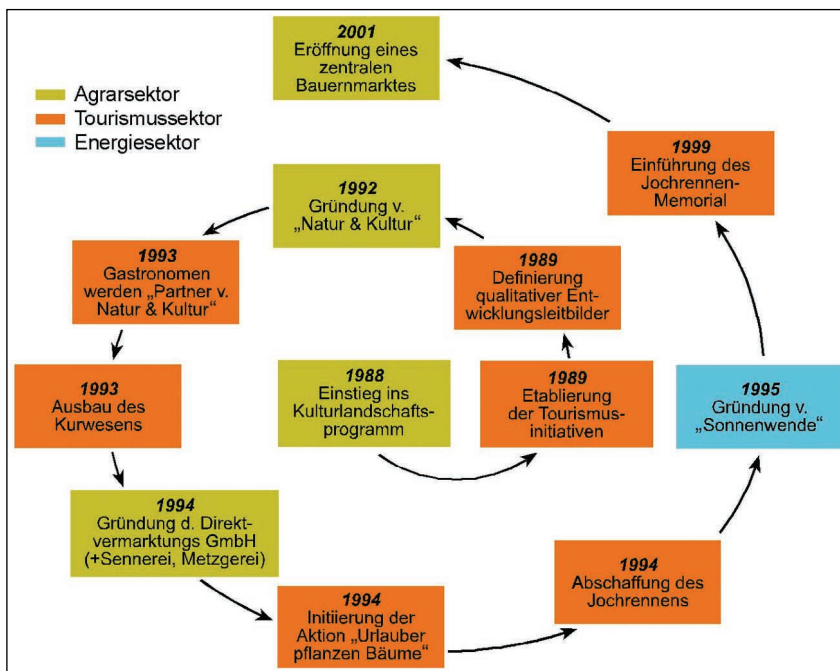 2001
Eröffnung eines
zentralen
Bauernmarktes
Agrarsektor
Tourismussektor
Energiesektor
1999
Einführung des
Jochrennen-
Memorial
1992
Gründung v.
„Natur & Kultur“
1993
Gastronomen
werden „Partner v.
Natur & Kultur“
1989
Definierung
qualitativer Ent-
wicklungsleitbilder
1993
Ausbau des
Kurwesens
1988
Einstieg ins
Kulturlandschafts-
programm
1989
Etablierung
der Tourismus-
initiativen
1995
Gründung v.
„Sonnenwende“
1994
Gründung d. Direkt-
vermarktungs GmbH
(+Sennerei, Metzgerei)
1994
Initiierung der
Aktion „Urlauber
pflanzen Bäume“
1994
Abschaffung des
Jochrennens